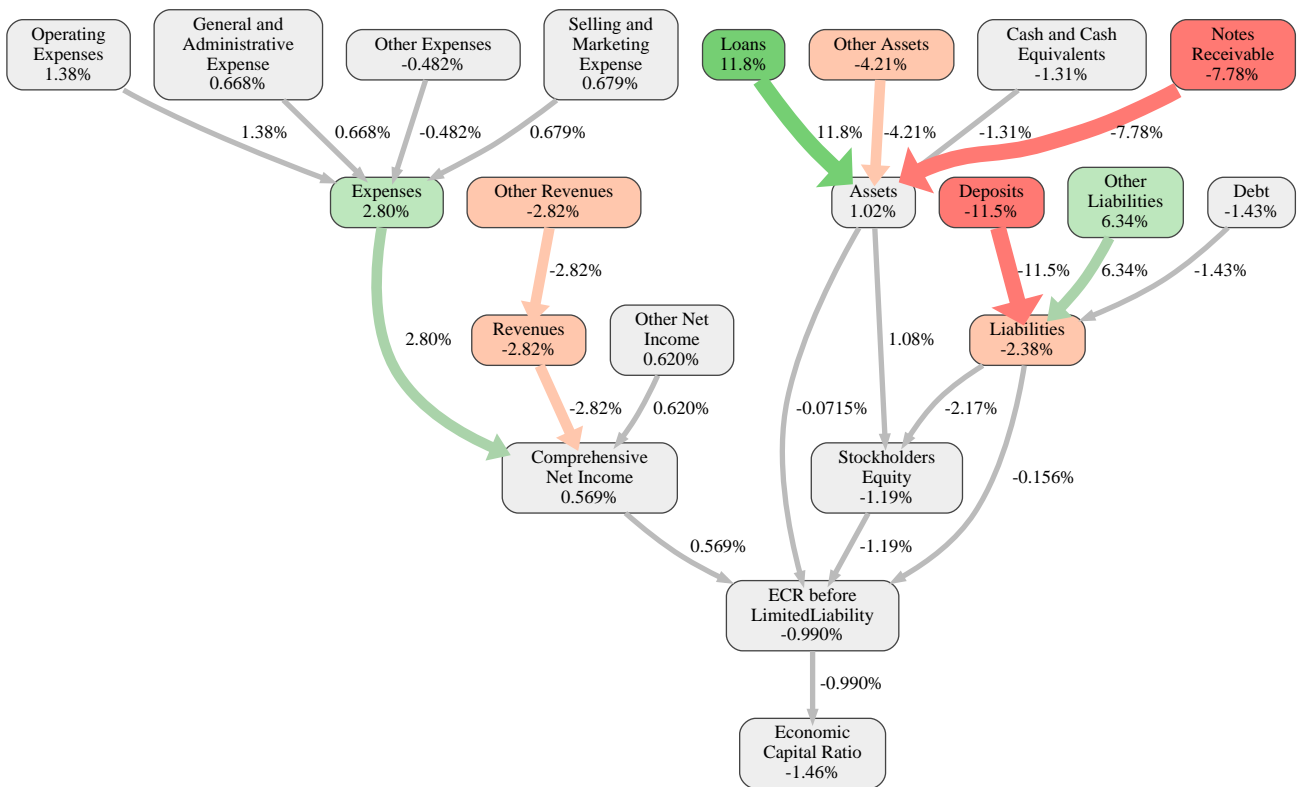 Operating
Expenses
1.38%
General and
Administrative
Expense
0.668%
Other Expenses
-0.482%
Selling and
Marketing
Expense
0.679%
Loans
11.8%
Other Assets
-4.21%
Cash and Cash
Equivalents
-1.31%
Notes
Receivable
-7.78%
1.38%
0.668%
-0.482%
0.679%
11.8%
-4.21%
-1.31%
-7.78%
Expenses
2.80%
Other Revenues
-2.82%
Assets
1.02%
Deposits
-11.5%
Other
Liabilities
6.34%
Debt
-1.43%
-2.82%
-11.5%
6.34%
-1.43%
2.80%
Revenues
-2.82%
Other Net
Income
0.620%
1.08%
Liabilities
-2.38%
-2.82%
0.620%
-0.0715%
-2.17%
Comprehensive
Net Income
0.569%
Stockholders
Equity
-1.19%
-0.156%
0.569%
-1.19%
ECR before
LimitedLiability
-0.990%
-0.990%
Economic
Capital Ratio
-1.46%